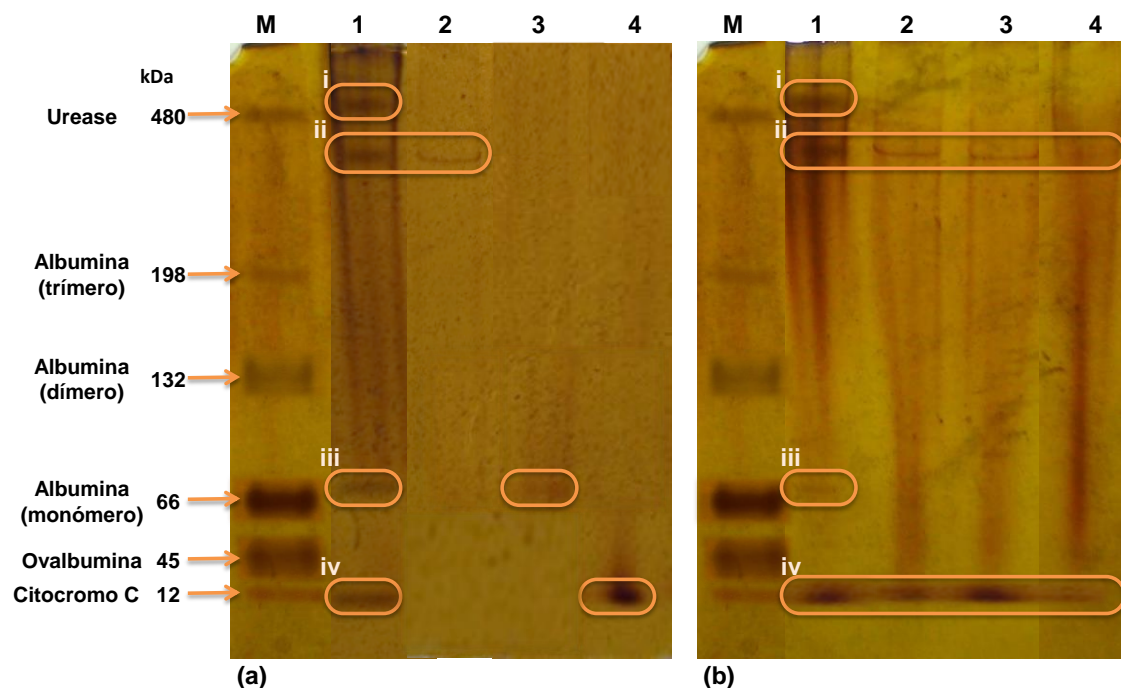 M 1 2 3 4 M 1 2 3 4
kDa
i i
Urease 480
ii ii
Albumina
(trímero) 198
Albumina
(dímero) 132
iii iii
Albumina
(monómero) 66
Ovalbumina 45
iv iv
Citocromo C 12
(a) (b)